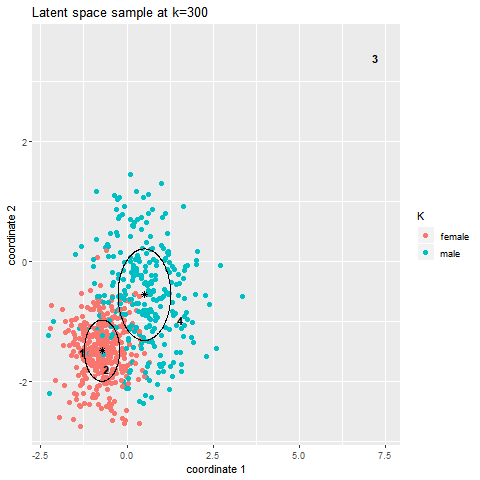 Latent space sample at k=300
3
2
0
-2
coordinate 2
4
1
2
-2.5 0.0 2.5 5.0 7.5
coordinate 1
K
female
male